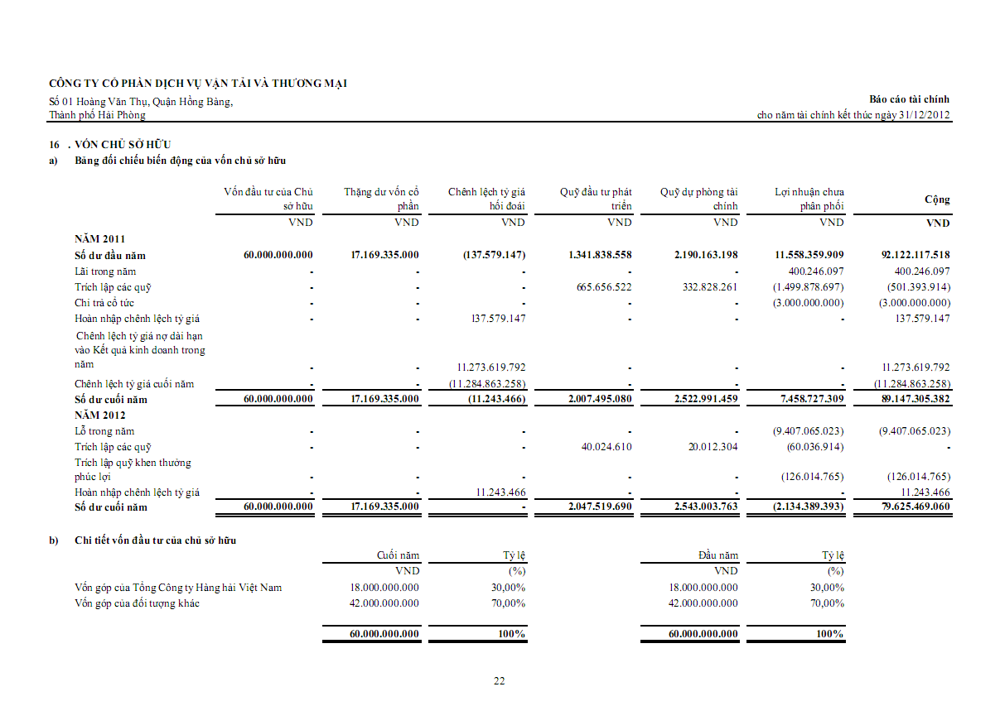 CÔNG TY CỔ PHẦN DỊCH VỤ VẬN TẢI VÀ THƯƠNG MẠI
Số 01 Hoàng Văn Thụ, Quận Hồng Bàng,
Báo cáo tài chính
Thành phố Hải Phòng
cho năm tài chính kết thúc ngày 31/12/2012
16 . VỐN CHỦ SỞ HỮU
a) Bảng đối chiếu biến động của vốn chủ sở hữu
Vốn đầu tư của Chủ Thặng dư vốn cổ Chênh lệch tỷ giá Quỹ đầu tư phát Quỹ dự phòng tài Lợi nhuận chưa Cộng
sở hữu phần hối đoái triển chính phân phối
VND VND VND VND VND VND VND
NĂM 2011
Số dư đầu năm 60.000.000.000 17.169.335.000 (137.579.147) 1.341.838.558 2.190.163.198 11.558.359.909 92.122.117.518
Lãi trong năm - - - - - 400.246.097 400.246.097
Trích lập các quỹ - - - 665.656.522 332.828.261 (1.499.878.697) (501.393.914)
Chi trả cổ tức - - - - - (3.000.000.000) (3.000.000.000)
Hoàn nhập chênh lệch tỷ giá - - 137.579.147 - - - 137.579.147
Chênh lệch tỷ giá nợ dài hạn
vào Kết quả kinh doanh trong
năm - - 11.273.619.792 - - - 11.273.619.792
Chênh lệch tỷ giá cuối năm - - (11.284.863.258) - - - (11.284.863.258)
Số dư cuối năm 60.000.000.000 17.169.335.000 (11.243.466) 2.007.495.080 2.522.991.459 7.458.727.309 89.147.305.382
NĂM 2012
Lỗ trong năm - - - - - (9.407.065.023) (9.407.065.023)
Trích lập các quỹ - - - 40.024.610 20.012.304 (60.036.914) -
Trích lập quỹ khen thưởng
phúc lợi - - - - - (126.014.765) (126.014.765)
Hoàn nhập chênh lệch tỷ giá - - 11.243.466 - - - 11.243.466
Số dư cuối năm 60.000.000.000 17.169.335.000 - 2.047.519.690 2.543.003.763 (2.134.389.393) 79.625.469.060
b) Chi tiết vốn đầu tư của chủ sở hữu
Cuối năm Tỷ lệ Đầu năm Tỷ lệ
VND (%) VND (%)
Vốn góp của Tổng Công ty Hàng hải Việt Nam 18.000.000.000 30,00% 18.000.000.000 30,00%
Vốn góp của đối tượng khác 42.000.000.000 70,00% 42.000.000.000 70,00%
60.000.000.000 100% 60.000.000.000 100%
22